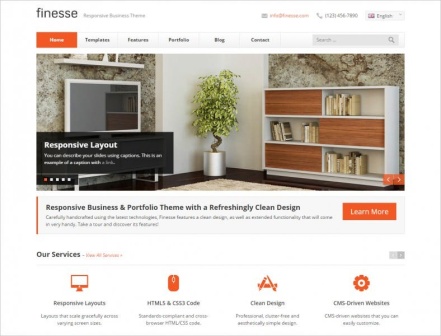 finesse
Responsive Business Theme
info@finesse.com
(123) 456-7890
English
Home
Templates
Features
Portfolio
Blog
Contact
Search ...
Responsive Layout
You can describe your slides using captions. This is an
example of a caption with a link.
Responsive Business & Portfolio Theme with a Refreshingly Clean Design
Carefully handcrafted using the latest technologies, Finesse features a clean design, as well as extended functionality that will come
in very handy. Take a tour and discover its features!
Learn More
Our Services - View All Services »
Responsive Layouts
Layouts that scale gracefully across
varying screen sizes.
HTML5 & CSS3 Code
Standards compliant and cross-
browser HTML5/CSS3 code.
Clean Design
Professional, clutter-free and
aesthetically simple design.
CMS-Driven Websites
CMS-driven websites that you can
easily customize.